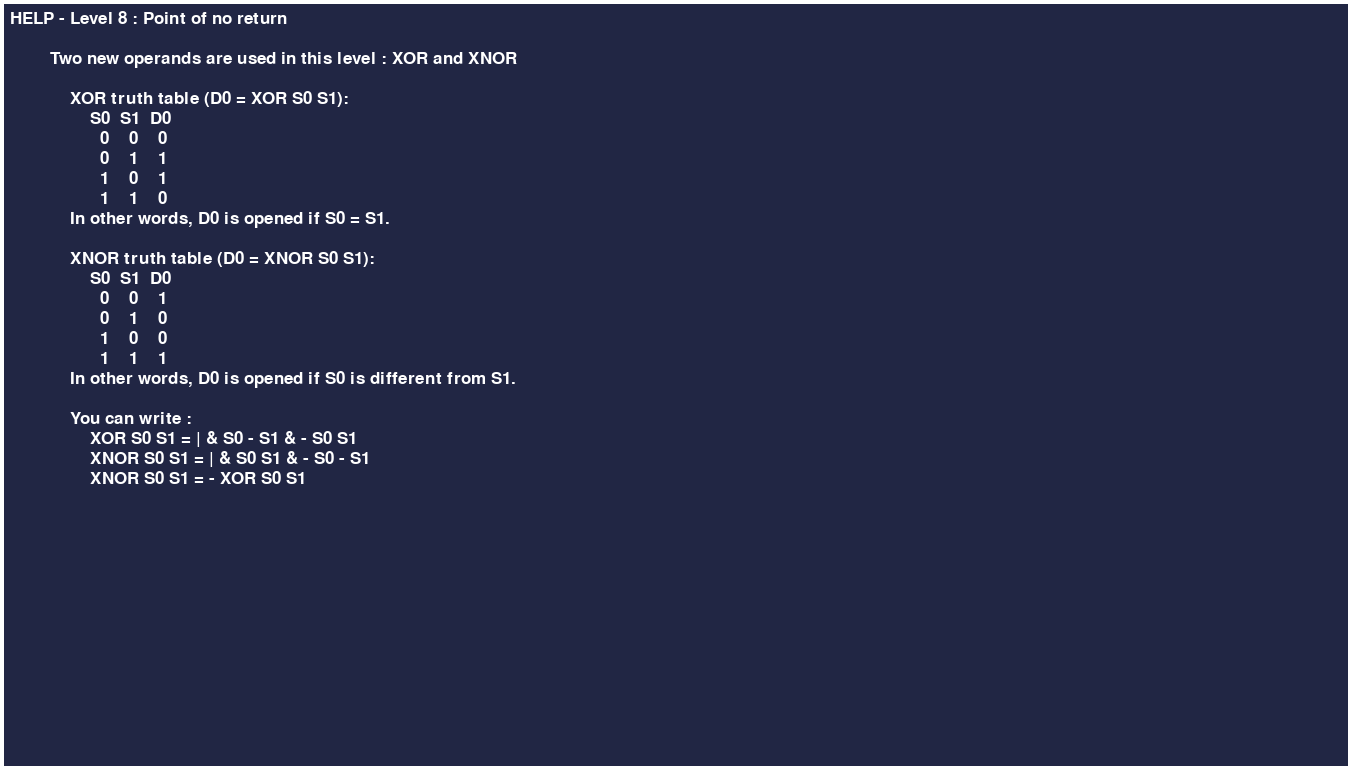 HELP - Level 8 : Point of no return
Two new operands are used in this level : XOR and XNOR
XOR truth table (D0 = XOR S0 S1):
S0 S1 D0
0 0 0
0 1 1
1 0 1
1 1 0
In other words, D0 is opened if S0 = S1.
XNOR truth table (D0 = XNOR S0 S1):
S0 S1 D0
0 0 1
0 1 0
1 0 0
1 1 1
In other words, D0 is opened if S0 is different from S1.
You can write :
XOR S0 S1 = | & S0 - S1 & - S0 S1
XNOR S0 S1 = | & S0 S1 & - S0 - S1
XNOR S0 S1 = - XOR S0 S1